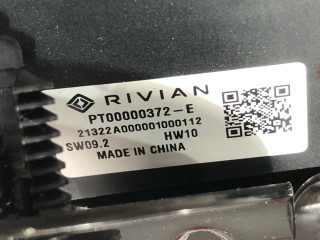 RIVIAN
PT00000372-E
21322A000001000112
SW09.2 HW10
MADE IN CHINA